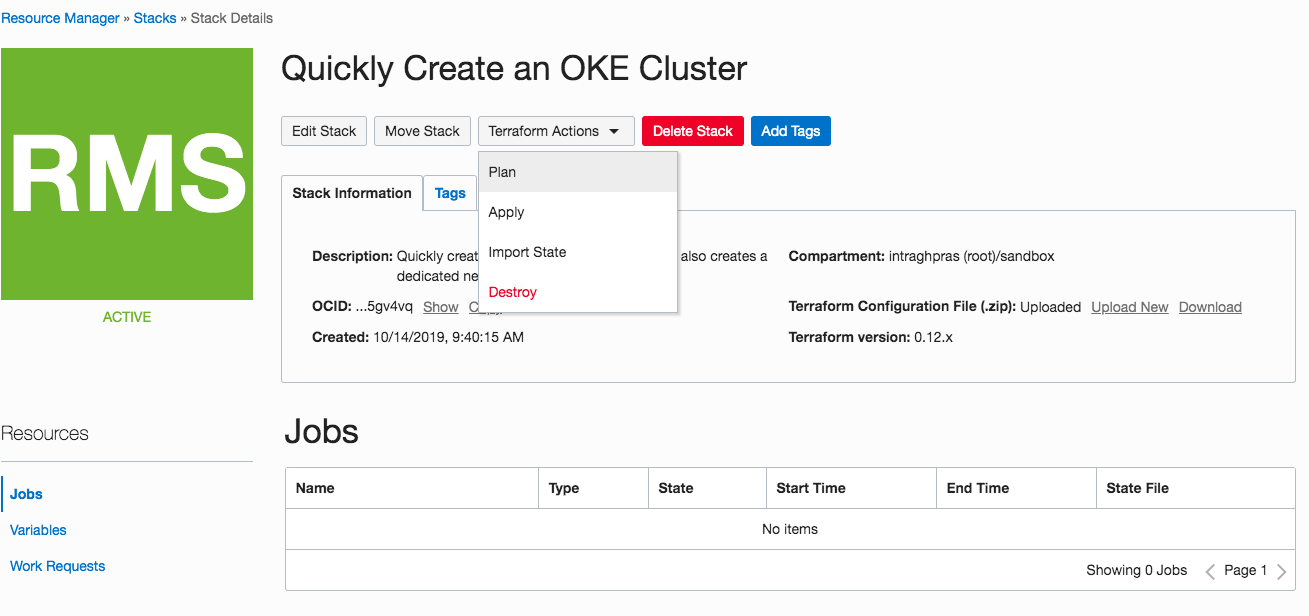 Resource Manager » Stacks » Stack Details
RMS
ACTIVE
Quickly Create an OKE Cluster
Edit Stack Move Stack Terraform Actions Delete Stack Add Tags
Plan
Apply
Import State
Destroy
Stack Information Tags
Description: Quickly creat also creates a
dedicated ne
OCID: ...5gv4vq Show
Created: 10/14/2019, 9:40:15 AM
Compartment: intraghpras (root)/sandbox
Terraform Configuration File (.zip): Uploaded Upload New Download
Terraform version: 0.12.x
Resources
Jobs
Variables
Work Requests
Jobs
Name Type State Start Time End Time State File
No items
Showing 0 Jobs < Page 1 >